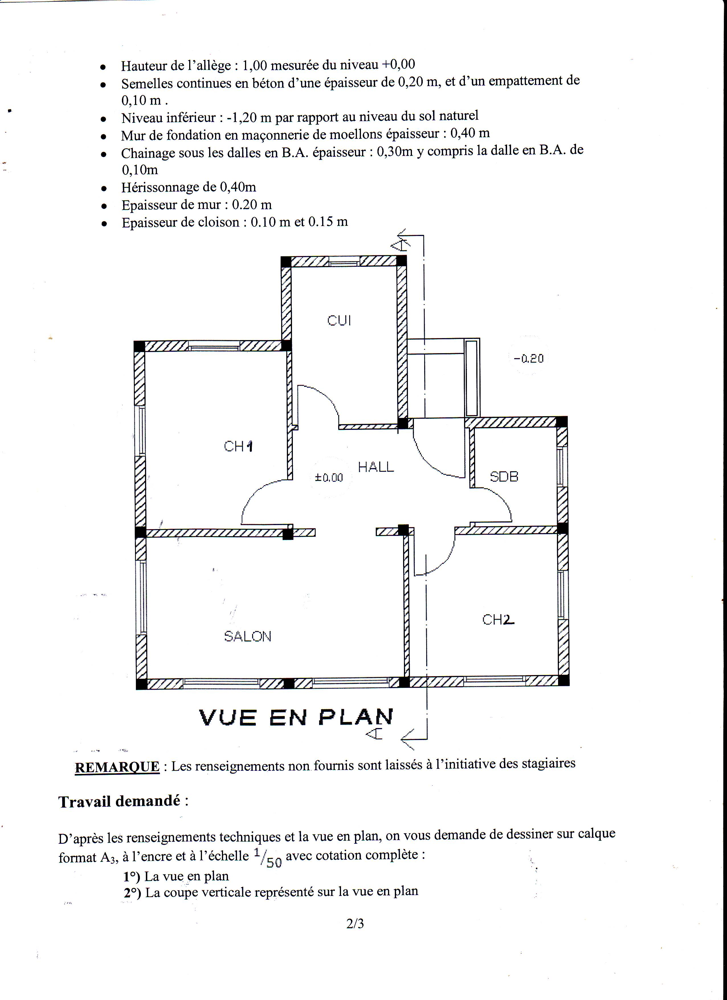 • Hauteur de l’allège : 1,00 mesurée du niveau +0,00
• Semelles continues en béton d’une épaisseur de 0,20 m, et d’un empattement de
0,10 m .
• Niveau inférieur : -1,20 m par rapport au niveau du sol naturel
• Mur de fondation en maçonnerie de moellons épaisseur : 0,40 m
• Chainage sous les dalles en B.A. épaisseur : 0,30m y compris la dalle en B.A. de
0,10m
• Hérissonnage de 0,40m
• Epaisseur de mur : 0.20 m
• Epaisseur de cloison : 0.10 m et 0.15 m
A
CUI
-0.20
CH1
HALL
±0.00
SDB
CH2
SALON
VUE EN PLAN
A
REMARQUE : Les renseignements non fournis sont laissés à l’initiative des stagiaires
Travail demandé :
D’après les renseignements techniques et la vue en plan, on vous demande de dessiner sur calque
format A3, à l’encre et à l’échelle 1/50 avec cotation complète :
1°) La vue en plan
2°) La coupe verticale représenté sur la vue en plan
2/3